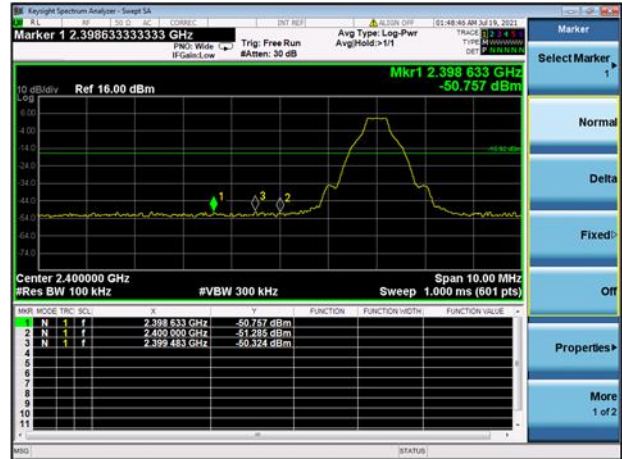 Keysight Spectrum Analyzer - Swept SA
RL RF 50 Ω AC CORREC INT REF ALIGN OFF 01:48:46 AM Jul 19, 2021
Marker 1 2.398633333333 GHz
PNO: Wide
IFGain:Low
Trig: Free Run
#Atten: 30 dB
Avg Type: Log-Pwr
Avg|Hold:>1/1
TRACE 1 2 3 4 5 6
TYPE M WWWWW
DET P NNNNN
Mkr1 2.398 633 GHz
-50.757 dBm
10 dB/div Ref 16.00 dBm
Log
6.00
-4.00
-14.0
-24.0
-34.0
-44.0
-54.0
-64.0
-74.0
1 3 2
Center 2.400000 GHz Span 10.00 MHz
#Res BW 100 kHz #VBW 300 kHz Sweep 1.000 ms (601 pts)
MKR MODE TRC SCL X Y FUNCTION FUNCTION WIDTH FUNCTION VALUE
1 N 1 f 2.398 633 GHz -50.757 dBm
2 N 1 f 2.400 000 GHz -51.285 dBm
3 N 1 f 2.399 483 GHz -50.324 dBm
4
5
6
7
8
9
10
11
MSG STATUS
Marker
Select Marker
1
Normal
Delta
Fixed
Off
Properties
More
1 of 2